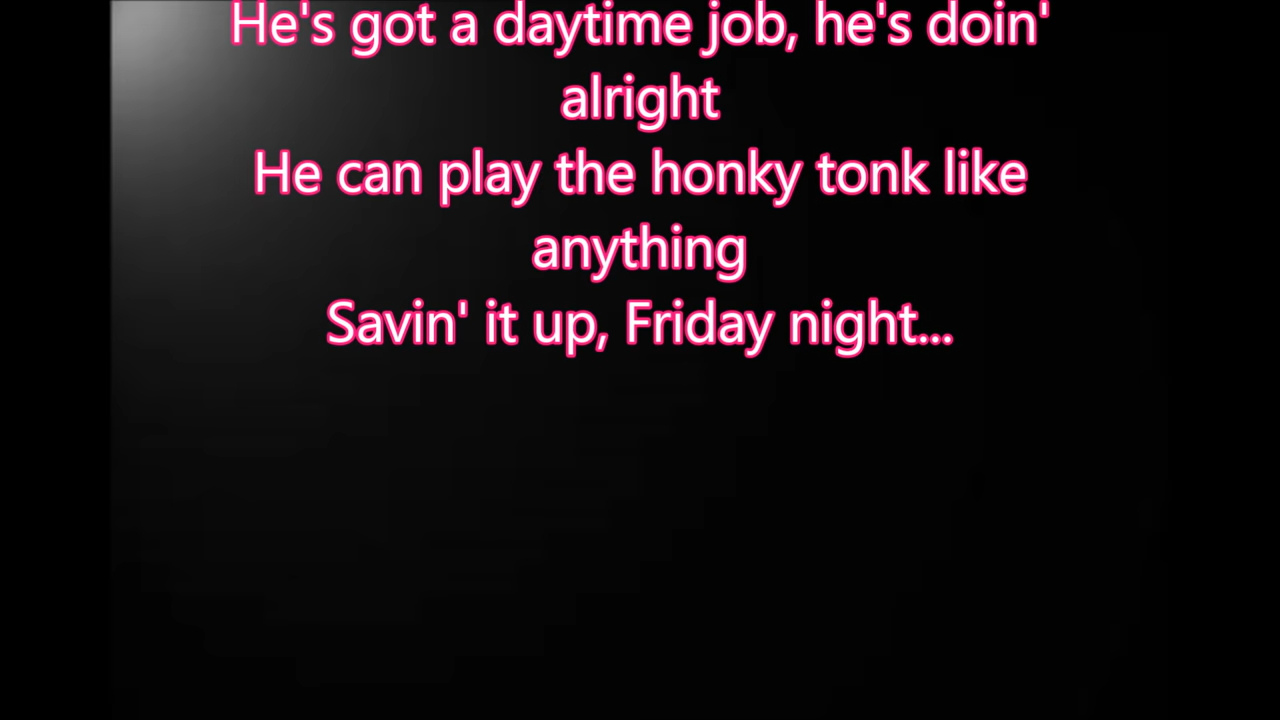 He's got a daytime job, he's doin'
alright
He can play the honky tonk like
anything
Savin' it up, Friday night...